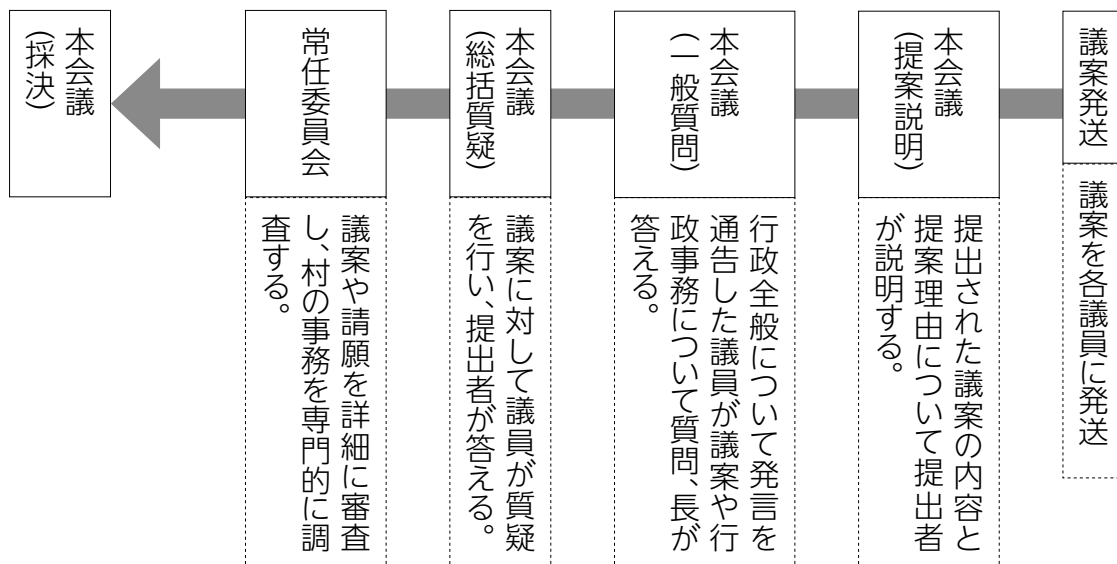 議案発送
議案を各議員に発送
本会議
（提案説明）
提出された議案の内容と
提案理由について提出者
が説明する。
本会議
（一般質問）
行政全般について発言を
通告した議員が議案や行
政事務について質問、長が
答える。
本会議
（総括質疑）
議案に対して議員が質疑
を行い、提出者が答える。
常任委員会
議案や請願を詳細に審査
し、村の事務を専門的に調
査する。
本会議
（採決）